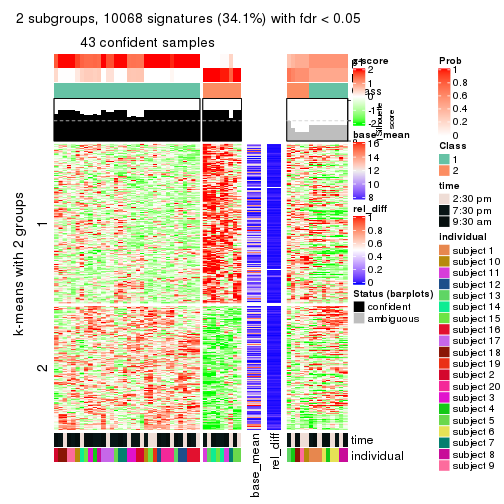 2 subgroups, 10068 signatures (34.1%) with fdr < 0.05
43 confident samples
k-means with 2 groups
1
2
base_mean
rel_diff
time
individual
z-score
2
1
0
-1
-2
Silhouette
score
base_mean
16
14
12
10
8
rel_diff
1
0.8
0.6
0.4
0.2
0
Status (barplots)
confident
ambiguous
Prob
1
0.8
0.6
0.4
0.2
0
Class
1
2
time
2:30 pm
7:30 pm
9:30 am
individual
subject 1
subject 10
subject 11
subject 12
subject 13
subject 14
subject 15
subject 16
subject 17
subject 18
subject 19
subject 2
subject 20
subject 3
subject 4
subject 5
subject 6
subject 7
subject 8
subject 9